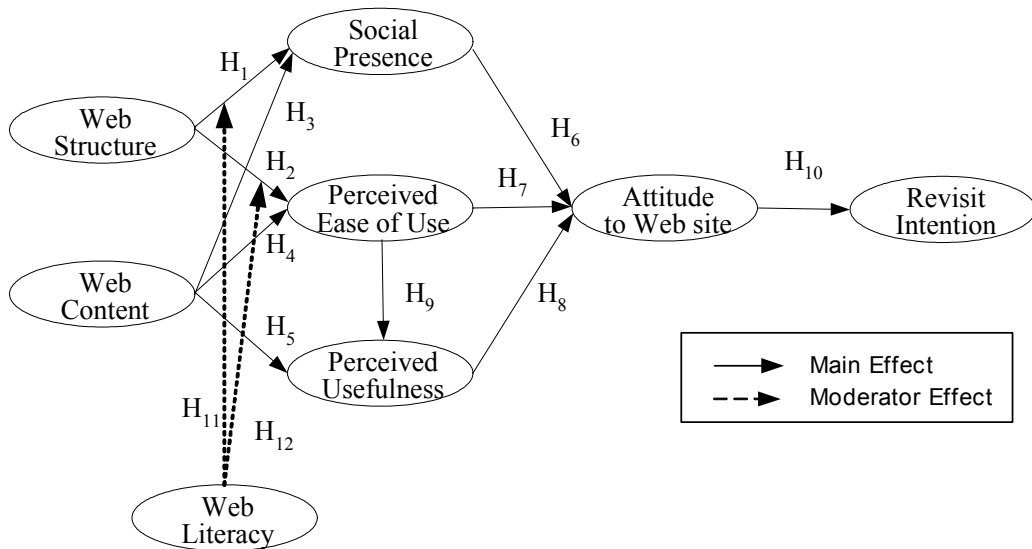 Social
Presence
H1
H3
Web
Structure
H6
H2
H7
H10
Perceived
Ease of Use
Attitude
to Web site
Revisit
Intention
H4
Web
Content
H9
H8
H5
Perceived
Usefulness
Main Effect
Moderator Effect
H11
H12
Web
Literacy